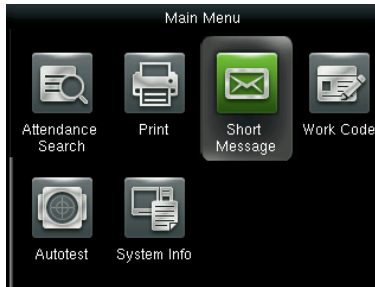 Main Menu
Attendance
Search
Print
Short
Message
Work Code
Autotest
System Info